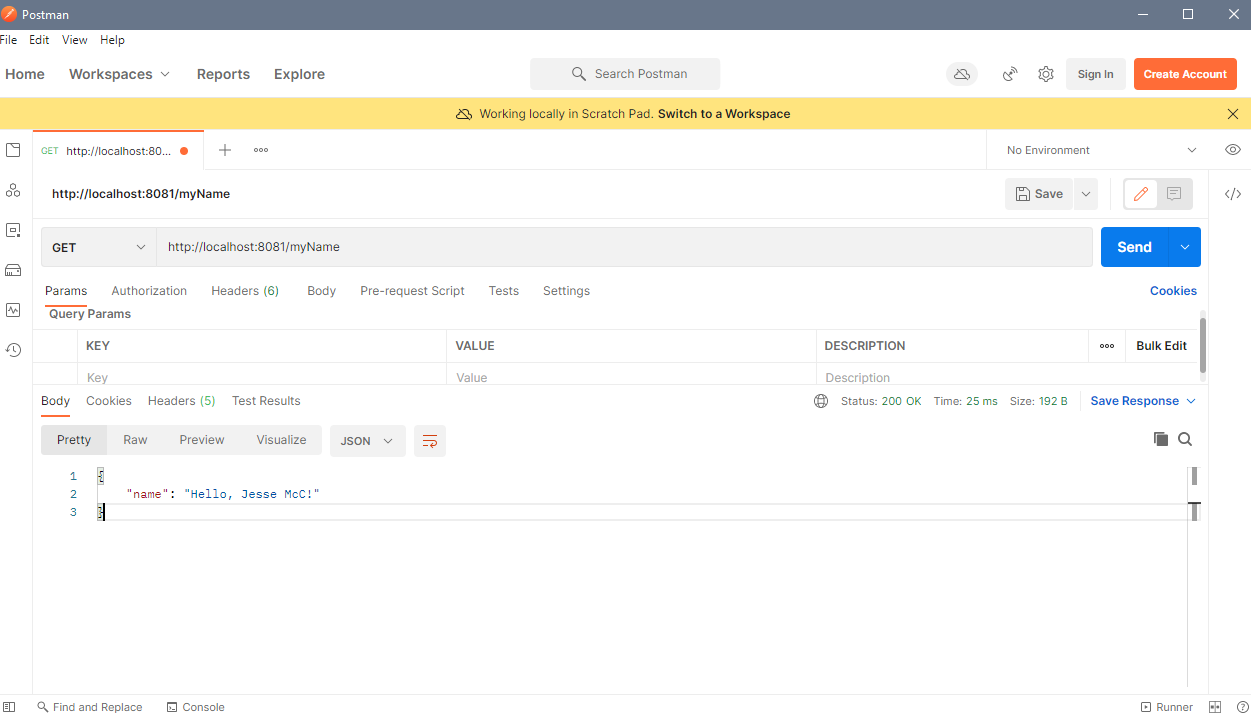 Postman
File Edit View Help
Home Workspaces Reports Explore Search Postman Sign In Create Account
Working locally in Scratch Pad. Switch to a Workspace
GET http://localhost:80... No Environment
http://localhost:8081/myName Save
GET http://localhost:8081/myName Send
Params Authorization Headers (6) Body Pre-request Script Tests Settings Cookies
Query Params
KEY VALUE DESCRIPTION Bulk Edit
Key Value Description
Body Cookies Headers (5) Test Results Status: 200 OK Time: 25 ms Size: 192 B Save Response
Pretty Raw Preview Visualize JSON
1 {
2 "name": "Hello, Jesse McC!"
3 }
Find and Replace Console Runner